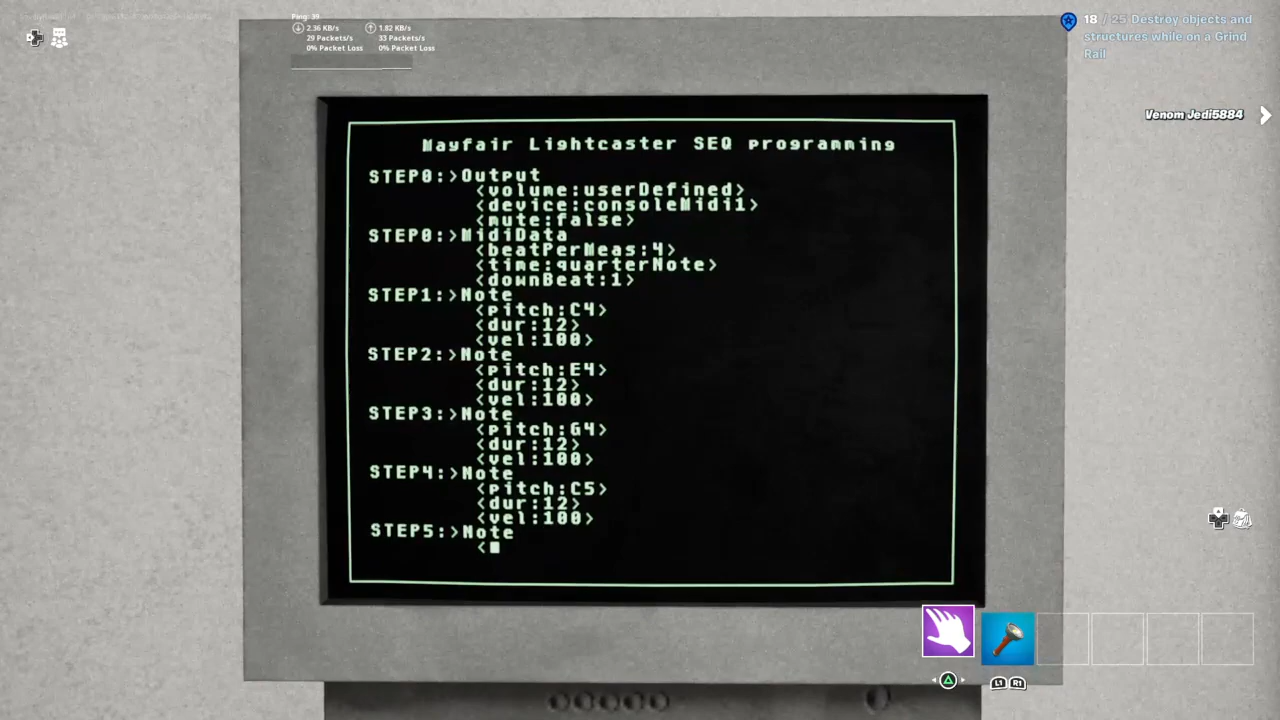 Ping: 39
2.36 KB/s 1.82 KB/s
29 Packets/s 33 Packets/s
0% Packet Loss 0% Packet Loss
18 / 25 Destroy objects and
structures while on a Grind
Rail
Venom Jedi5884
Mayfair Lightcaster SEQ programming
STEP0:>Output
<volume:userDefined>
<device:consoleMidi1>
<mute:false>
STEP0:>MidiData
<beatPerMeas:4>
<time:quarterNote>
<downBeat:1>
STEP1:>Note
<pitch:C4>
<dur:12>
<vel:100>
STEP2:>Note
<pitch:E4>
<dur:12>
<vel:100>
STEP3:>Note
<pitch:G4>
<dur:12>
<vel:100>
STEP4:>Note
<pitch:C5>
<dur:12>
<vel:100>
STEP5:>Note
<
L1 R1